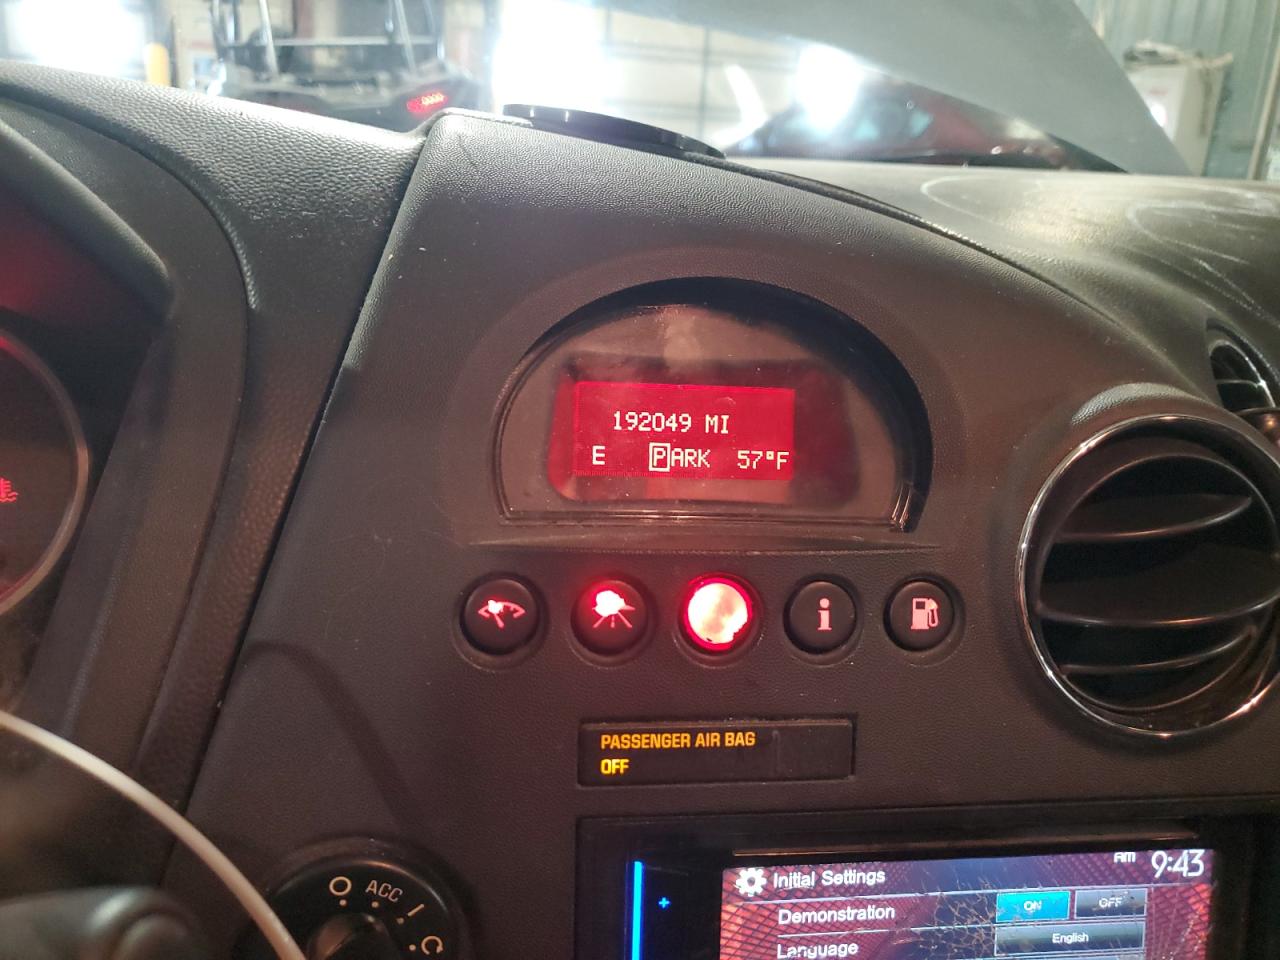 192049 MI
E PARK 57°F
i
PASSENGER AIR BAG
OFF
ACC
AM 9:43
Initial Settings
Demonstration ON OFF
Language English